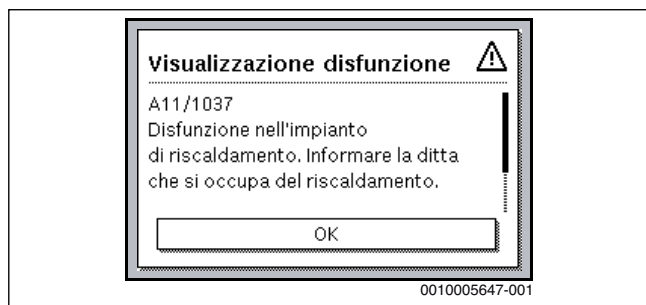 Visualizzazione disfunzione
A11/1037
Disfunzione nell'impianto
di riscaldamento. Informare la ditta
che si occupa del riscaldamento.
OK
0010005647-001